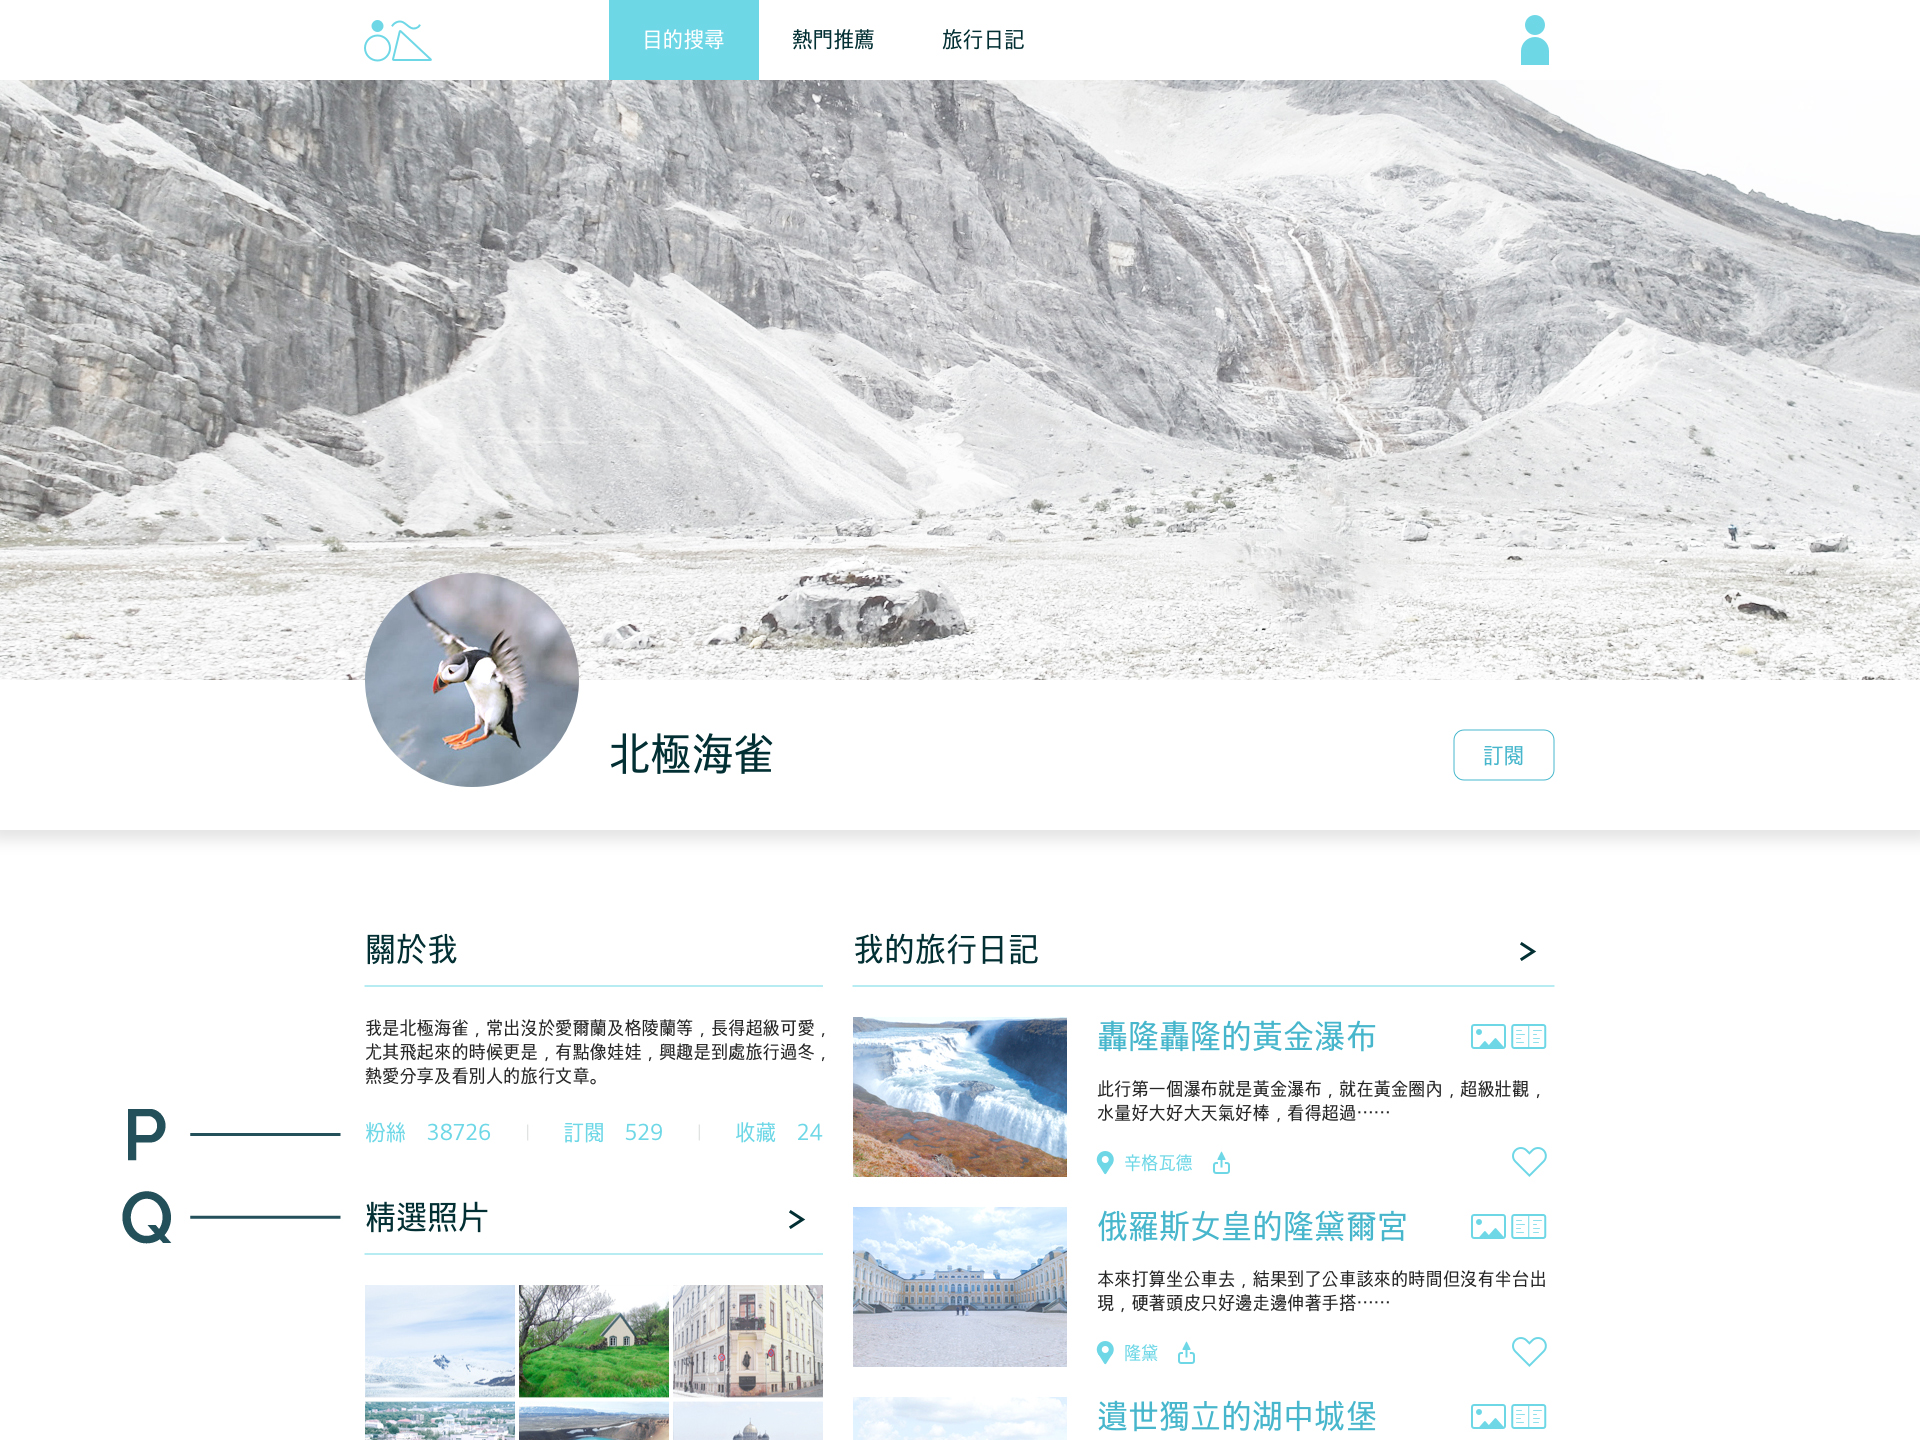 目的搜尋
熱門推薦
旅行日記
北極海雀
訂閱
關於我
我是北極海雀，常出沒於愛爾蘭及格陵蘭等，長得超級可愛，
尤其飛起來的時候更是，有點像娃娃，興趣是到處旅行過冬，
熱愛分享及看別人的旅行文章。
P
粉絲 38726
訂閱 529
收藏 24
Q
精選照片
我的旅行日記
轟隆轟隆的黃金瀑布
此行第一個瀑布就是黃金瀑布，就在黃金圈內，超級壯觀，
水量好大好大天氣好棒，看得超過⋯⋯
辛格瓦德
俄羅斯女皇的隆黛爾宮
本來打算坐公車去，結果到了公車該來的時間但沒有半台出
現，硬著頭皮只好邊走邊伸著手搭⋯⋯
隆黛
遺世獨立的湖中城堡